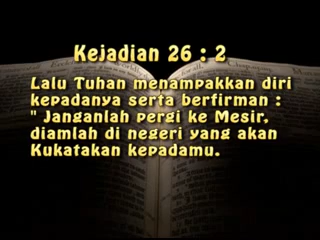 Kejadian 26 : 2
Lalu Tuhan menampakkan diri
kepadanya serta berfirman :
" Janganlah pergi ke Mesir,
diamlah di negeri yang akan
Kukatakan kepadamu.